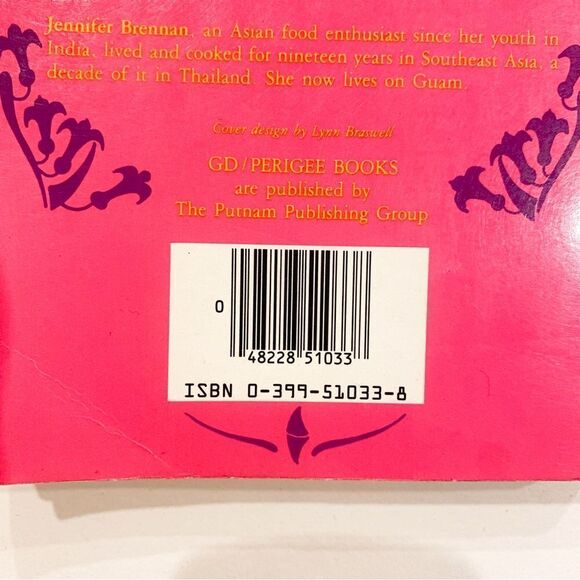 Jennifer Brennan, an Asian food enthusiast since her youth in
India, lived and cooked for nineteen years in Southeast Asia, a
decade of it in Thailand. She now lives on Guam.
Cover design by Lynn Braswell
GD/PERIGEE BOOKS
are published by
The Putnam Publishing Group
0
48228 51033
ISBN 0-399-51033-8